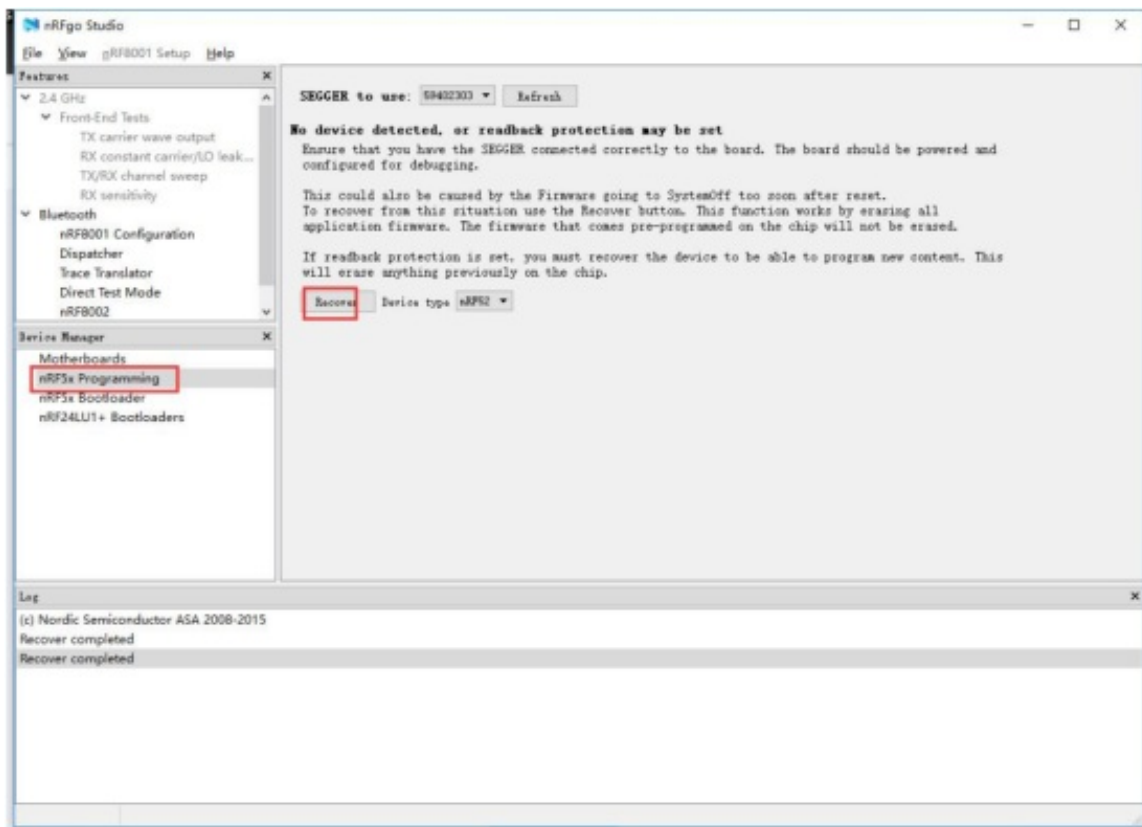 nRFgo Studio
File View nRF8001 Setup Help
Features
2.4 GHz
Front-End Tests
TX carrier wave output
RX constant carrier/LO leak...
TX/RX channel sweep
RX sensitivity
Bluetooth
nRF8001 Configuration
Dispatcher
Trace Translator
Direct Test Mode
nRF8002
Device Manager
Motherboards
nRF5x Programming
nRF5x Bootloader
nRF24LU1+ Bootloaders
SEGGER to use: 59402303 Refresh
No device detected, or readback protection may be set
Ensure that you have the SEGGER connected correctly to the board. The board should be powered and
configured for debugging.
This could also be caused by the Firmware going to SystemOff too soon after reset.
To recover from this situation use the Recover button. This function works by erasing all
application firmware. The firmware that comes pre-programmed on the chip will not be erased.
If readback protection is set, you must recover the device to be able to program new content. This
will erase anything previously on the chip.
Recover Device type nRF52
Log
(c) Nordic Semiconductor ASA 2008-2015
Recover completed
Recover completed